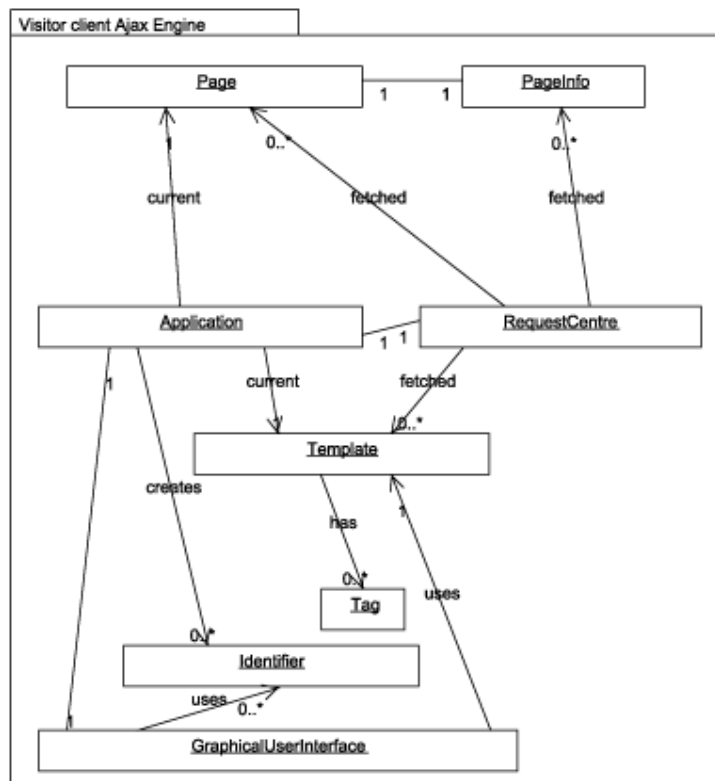 Visitor client Ajax Engine
Page
PageInfo
1
1
1
0..*
0..*
current
fetched
fetched
Application
RequestCentre
1
1
1
current
fetched
1
0..*
Template
creates
has
1
uses
0..*
Tag
0..*
Identifier
uses
0..*
1
GraphicalUserInterface